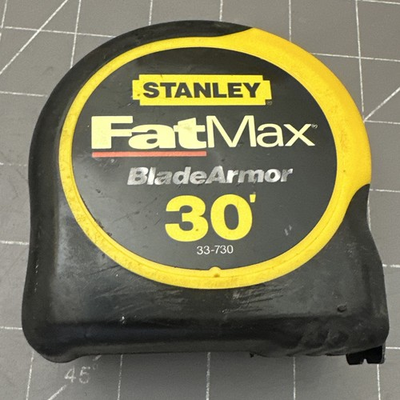 STANLEY
FatMax
BladeArmor
30'
33-730
45°